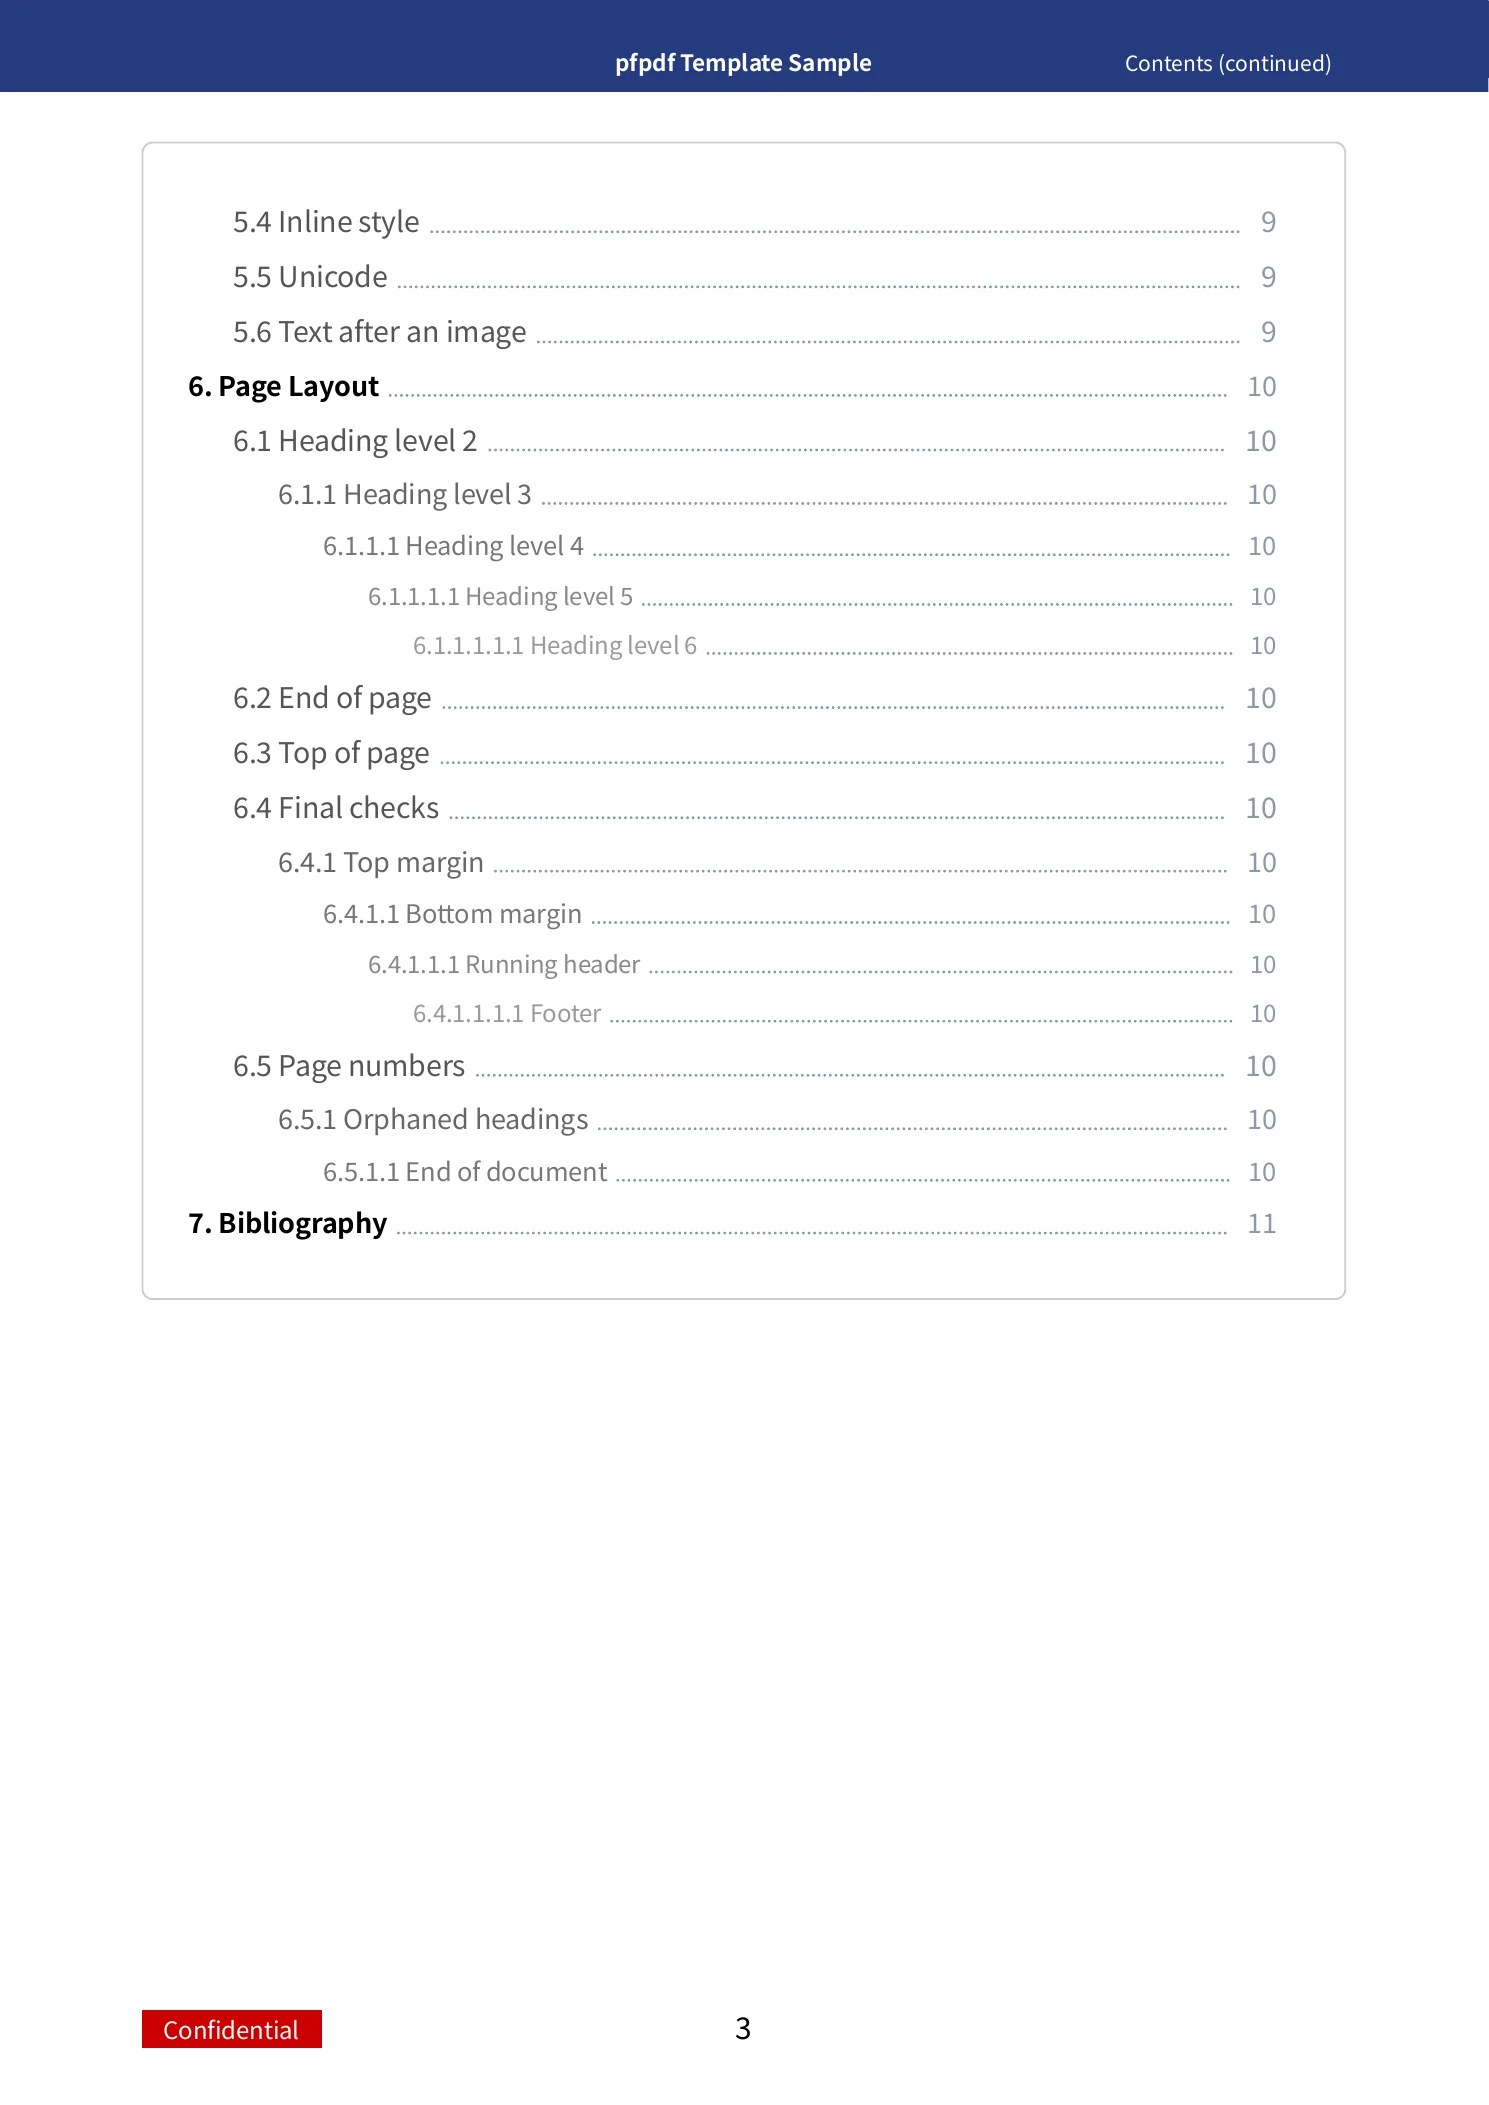 pfpdf Template Sample
Contents (continued)
5.4 Inline style 9
5.5 Unicode 9
5.6 Text after an image 9
6. Page Layout 10
6.1 Heading level 2 10
6.1.1 Heading level 3 10
6.1.1.1 Heading level 4 10
6.1.1.1.1 Heading level 5 10
6.1.1.1.1.1 Heading level 6 10
6.2 End of page 10
6.3 Top of page 10
6.4 Final checks 10
6.4.1 Top margin 10
6.4.1.1 Bottom margin 10
6.4.1.1.1 Running header 10
6.4.1.1.1.1 Footer 10
6.5 Page numbers 10
6.5.1 Orphaned headings 10
6.5.1.1 End of document 10
7. Bibliography 11
Confidential
3